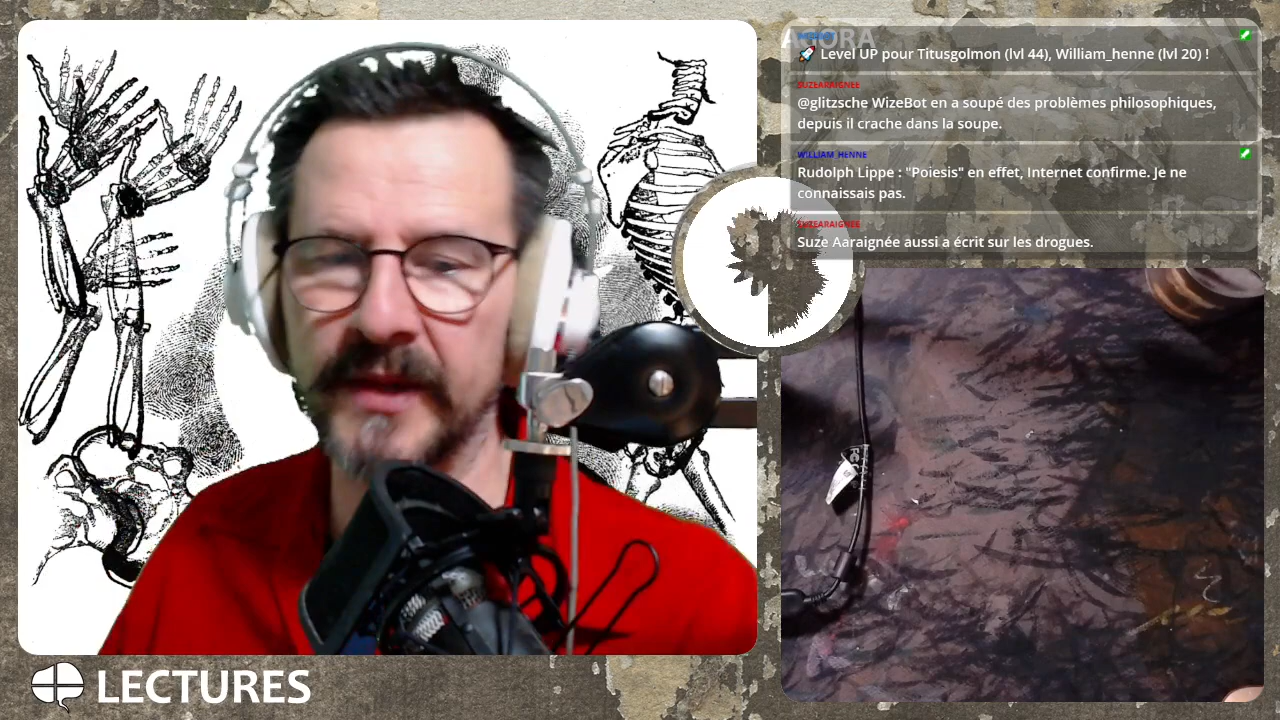 AGORA
🚀 Level UP pour Titusgolmon (lvl 44), William_henne (lvl 20) !
SUZEARAIGNEE
@glitzsche WizeBot en a soupé des problèmes philosophiques,
depuis il crache dans la soupe.
WILLIAM_HENNE
Rudolph Lippe : "Poiesis" en effet, Internet confirme. Je ne
connaissais pas.
SUZEARAIGNEE
Suze Aaraignée aussi a écrit sur les drogues.
LECTURES